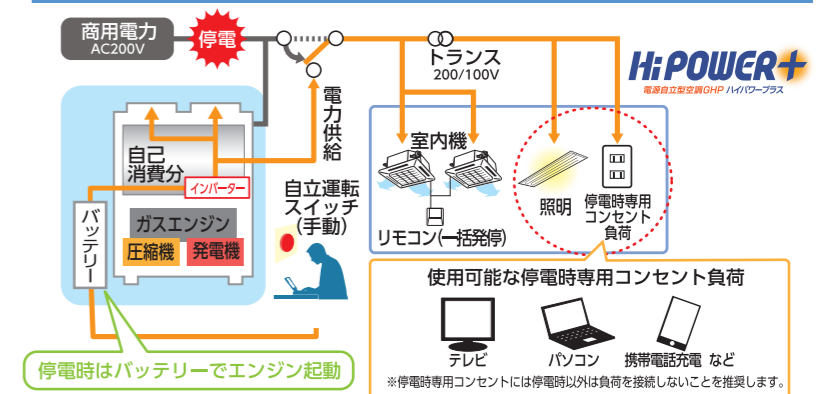 商用電力
AC200V
停電
トランス
200/100V
Hi POWER+
電源自立型空調GHP ハイパワープラス
電力供給
自己
消費分
インバーター
ガスエンジン
圧縮機
発電機
バッテリー
自立運転
スイッチ
(手動)
室内機
リモコン(一括発停)
照明
停電時専用
コンセント
負荷
停電時はバッテリーでエンジン起動
使用可能な停電時専用コンセント負荷
テレビ
パソコン
携帯電話充電 など
※停電時専用コンセントには停電時以外は負荷を接続しないことを推奨します。